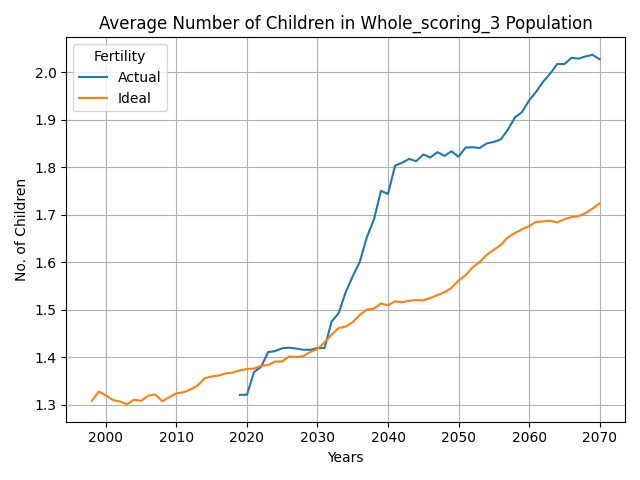 Average Number of Children in Whole_scoring_3 Population
Fertility
Actual
Ideal
No. of Children
2.0
1.9
1.8
1.7
1.6
1.5
1.4
1.3
2000 2010 2020 2030 2040 2050 2060 2070
Years